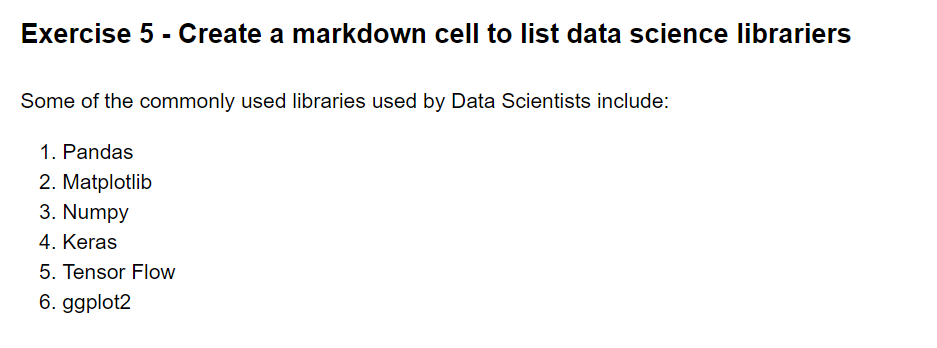 Exercise 5 - Create a markdown cell to list data science librariers
Some of the commonly used libraries used by Data Scientists include:
1. Pandas
2. Matplotlib
3. Numpy
4. Keras
5. Tensor Flow
6. ggplot2